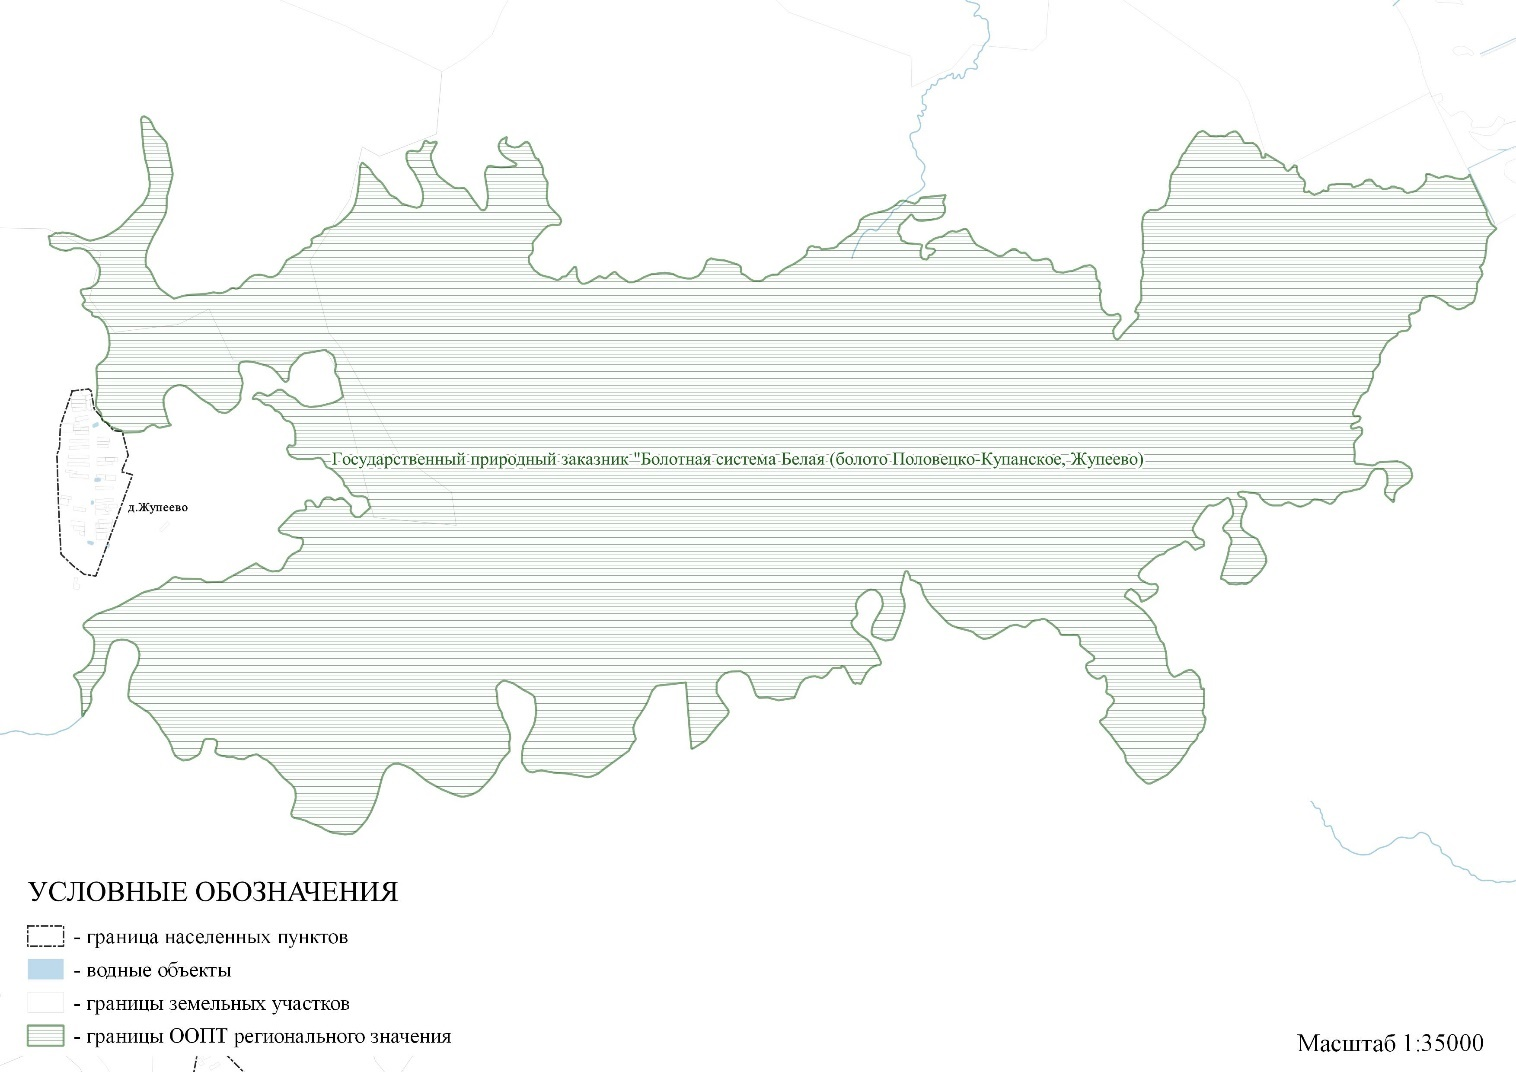 Государственный природный заказник "Болотная система Белая (болото Половецко-Купанское, Жупеево)
д.Жупеево
УСЛОВНЫЕ ОБОЗНАЧЕНИЯ
- граница населенных пунктов
- водные объекты
- границы земельных участков
- границы ООПТ регионального значения
Масштаб 1:35000